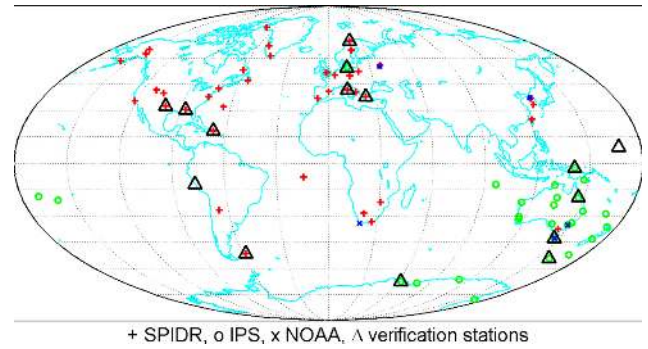 + SPIDR, o IPS, x NOAA, Λ verification stations